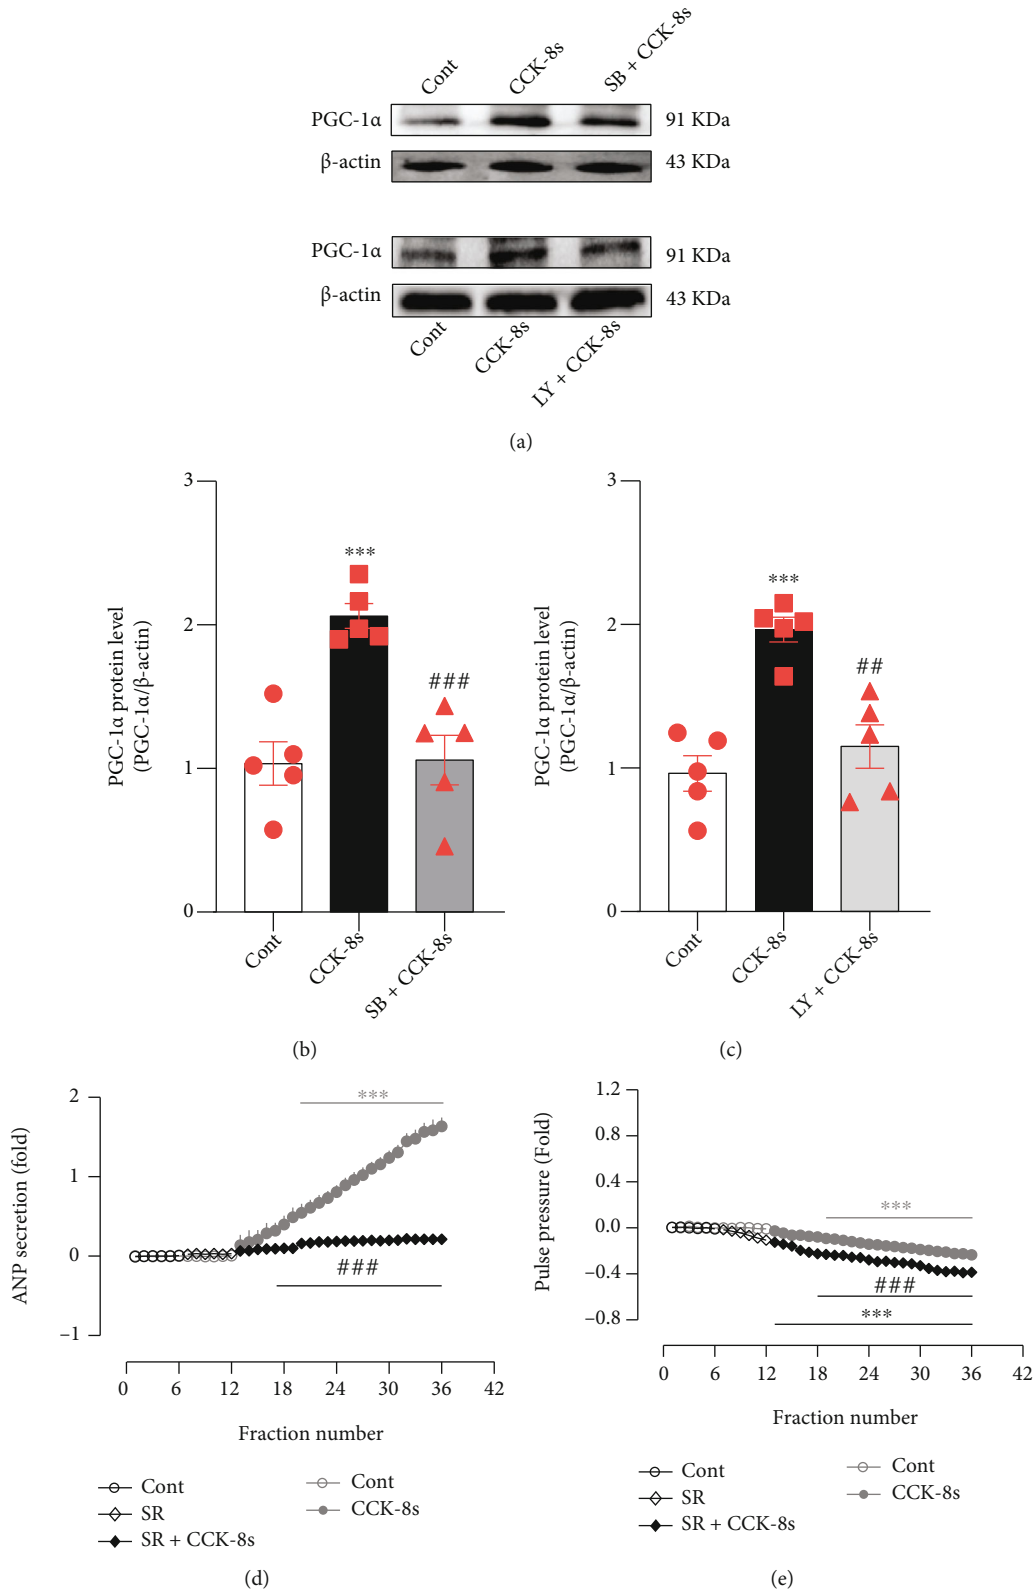 Cont CCK-8s SB + CCK-8s
PGC-1α 91 KDa
β-actin 43 KDa
PGC-1α 91 KDa
β-actin 43 KDa
Cont CCK-8s LY + CCK-8s
(a)
PGC-1α protein level
(PGC-1α/β-actin)
3
2
1
0
***
###
Cont CCK-8s SB + CCK-8s
(b)
PGC-1α protein level
(PGC-1α/β-actin)
3
2
1
0
***
##
Cont CCK-8s LY + CCK-8s
(c)
ANP secretion (fold)
2
1
0
−1
***
###
0 6 12 18 24 30 36 42
Fraction number
Cont
SR
SR + CCK-8s
Cont
CCK-8s
(d)
Pulse pressure (Fold)
1.2
0.8
0.4
0.0
−0.4
−0.8
***
###
***
0 6 12 18 24 30 36 42
Fraction number
Cont
SR
SR + CCK-8s
Cont
CCK-8s
(e)